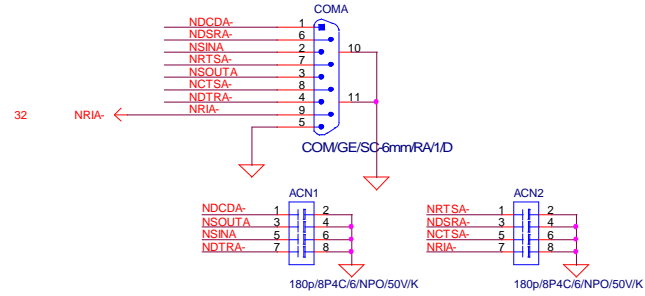 COMA
NDCDA- 1
NDSRA- 6
NSINA 2 10
NRTSA- 7
NSOUTA 3
NCTSA- 8
NDTRA- 4 11
32 NRIA- NRIA- 9
5
COM/GE/SC-6mm/RA/1/D
ACN1 ACN2
NDCDA- 1 2 NRTSA- 1 2
NSOUTA 3 4 NDSRA- 3 4
NSINA 5 6 NCTSA- 5 6
NDTRA- 7 8 NRIA- 7 8
180p/8P4C/6/NPO/50V/K 180p/8P4C/6/NPO/50V/K